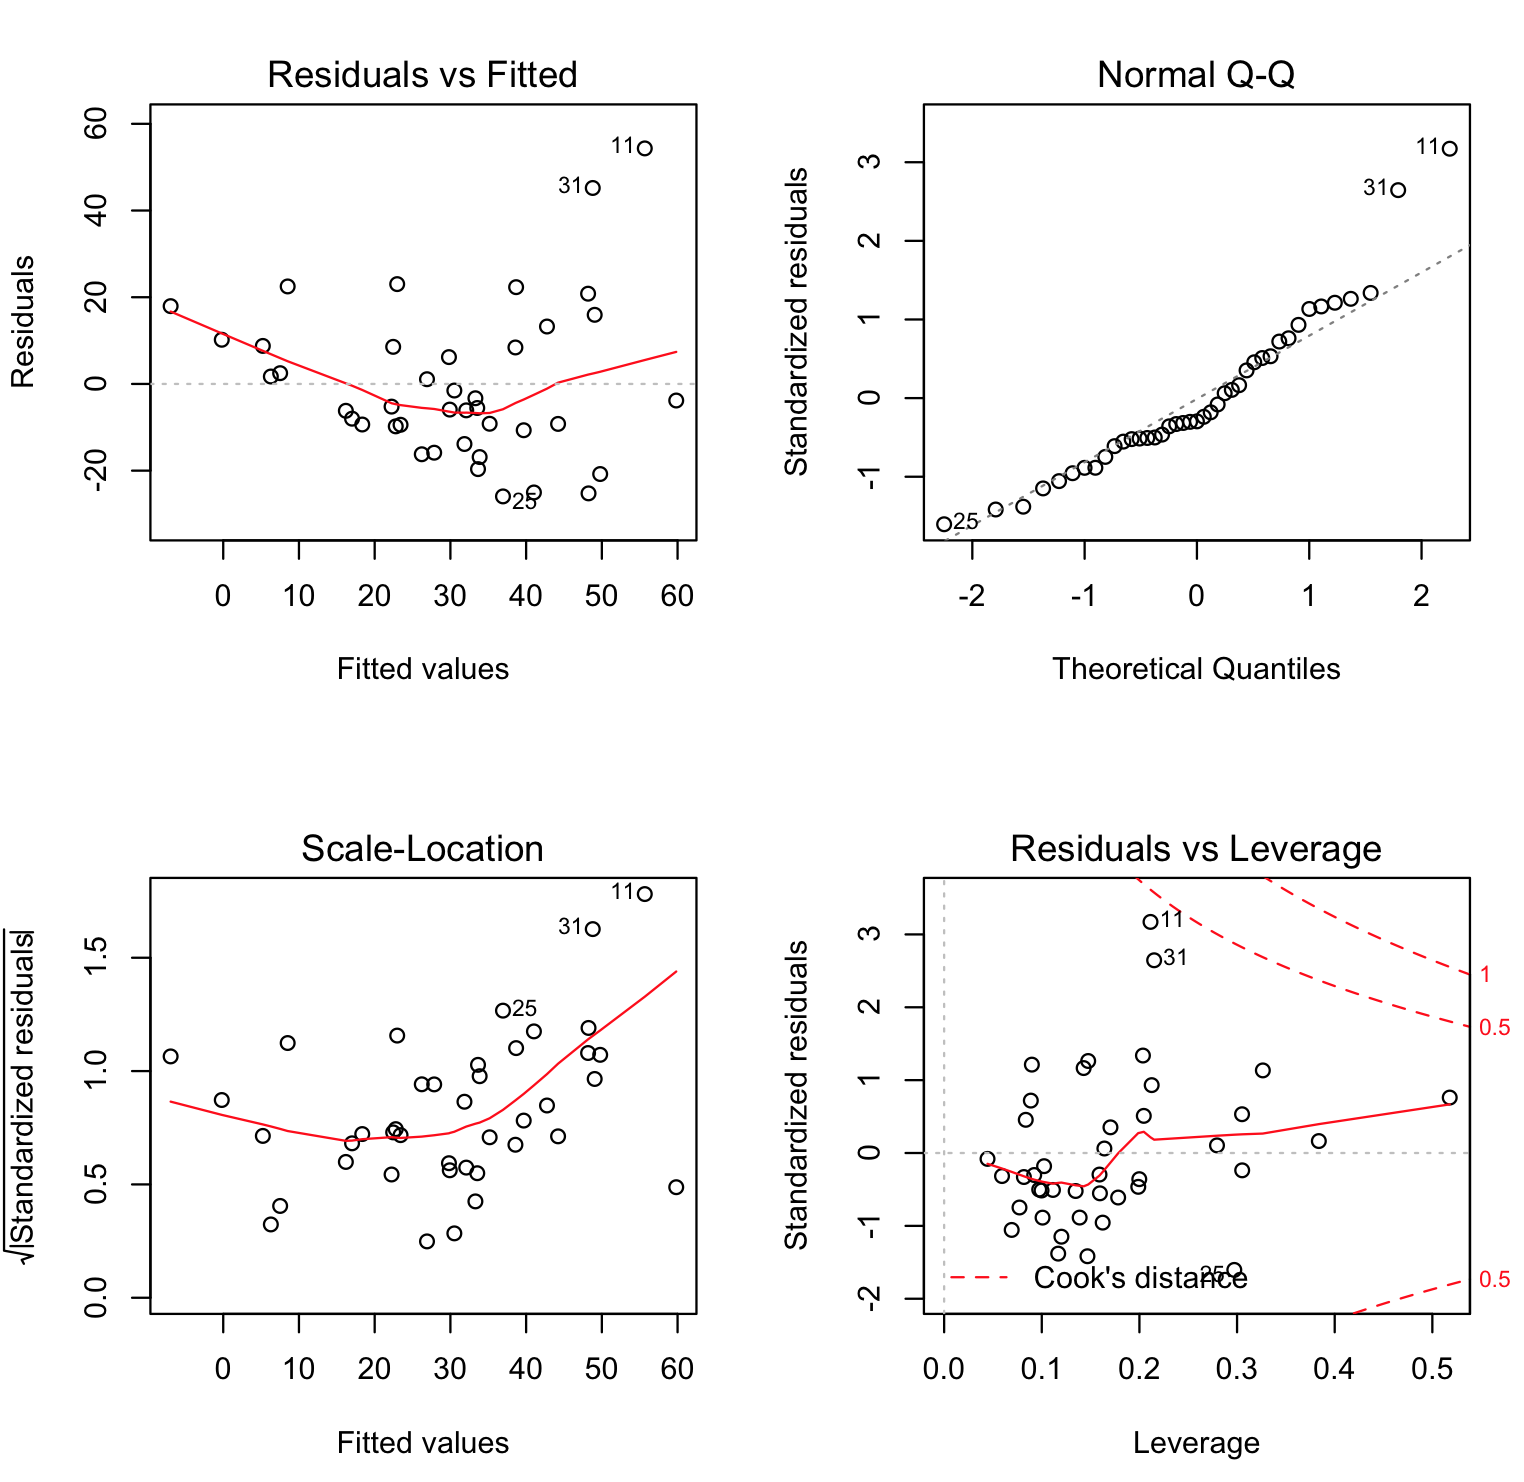 Residuals vs Fitted
Residuals
60
40
20
0
-20
11
31
25
0 10 20 30 40 50 60
Fitted values
Normal Q-Q
Standardized residuals
3
2
1
0
-1
11
31
25
-2 -1 0 1 2
Theoretical Quantiles
Scale-Location
√|Standardized residuals|
1.5
1.0
0.5
0.0
11
31
25
0 10 20 30 40 50 60
Fitted values
Residuals vs Leverage
Standardized residuals
3
2
1
0
-1
-2
11
31
1
0.5
0.5
25
Cook's distance
0.0 0.1 0.2 0.3 0.4 0.5
Leverage